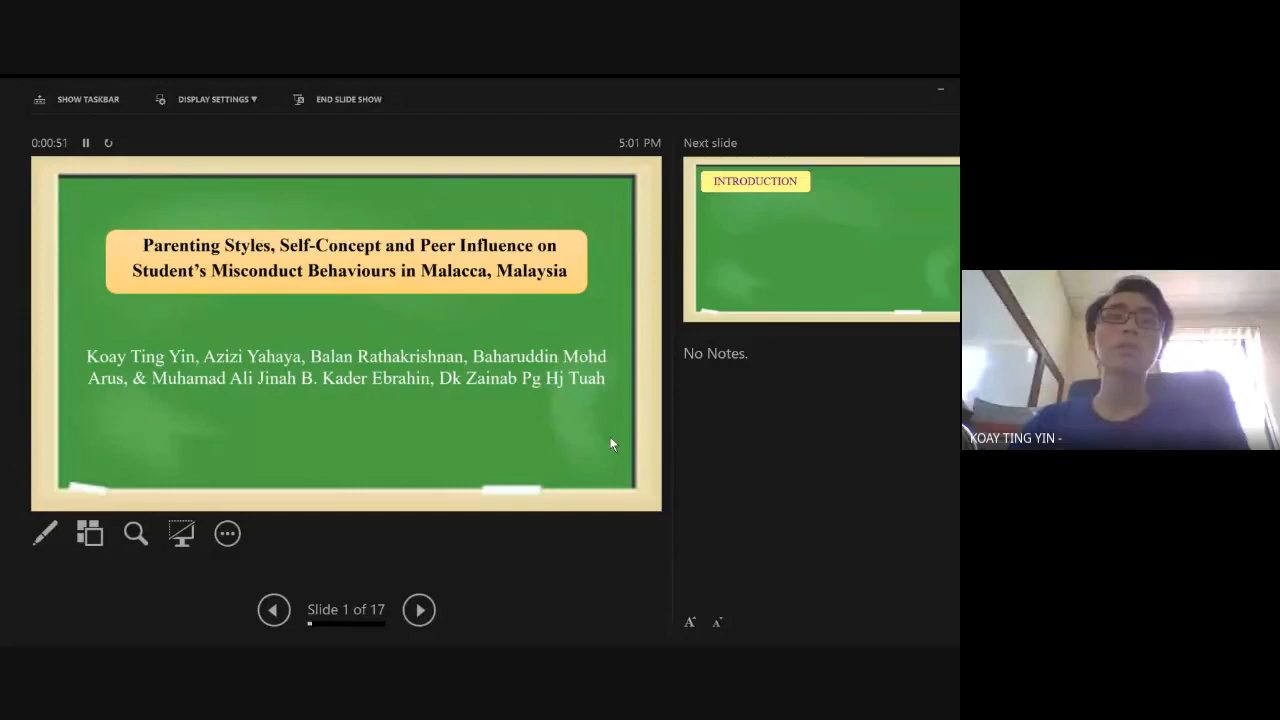 SHOW TASKBAR
DISPLAY SETTINGS ▼
END SLIDE SHOW
0:00:51
5:01 PM
Next slide
Parenting Styles, Self-Concept and Peer Influence on
Student’s Misconduct Behaviours in Malacca, Malaysia
Koay Ting Yin, Azizi Yahaya, Balan Rathakrishnan, Baharuddin Mohd
Arus, & Muhamad Ali Jinah B. Kader Ebrahin, Dk Zainab Pg Hj Tuah
INTRODUCTION
No Notes.
KOAY TING YIN -
Slide 1 of 17
A A